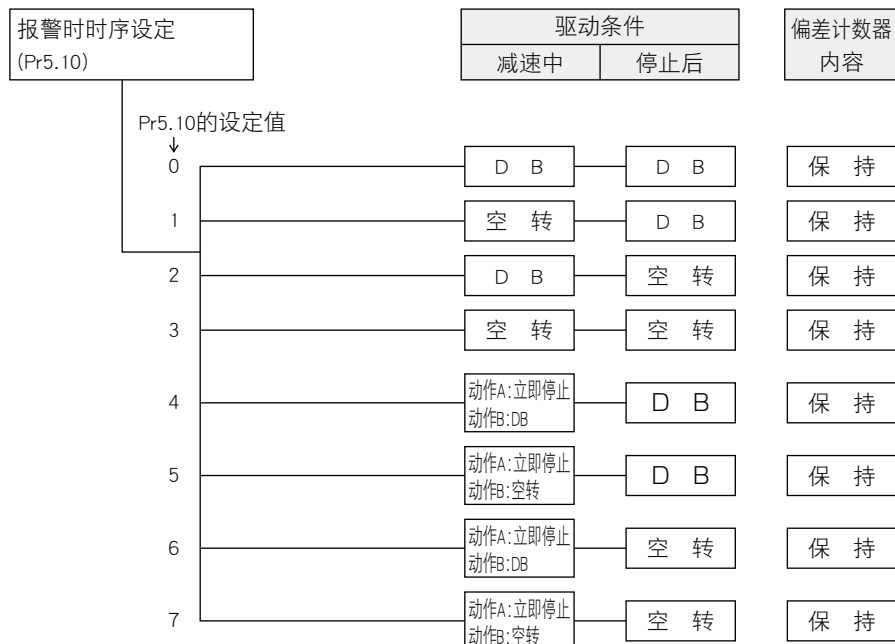 报警时时序设定
(Pr5.10)
驱动条件
减速中 停止后
偏差计数器
内容
Pr5.10的设定值
↓
0 D B D B 保 持
1 空 转 D B 保 持
2 D B 空 转 保 持
3 空 转 空 转 保 持
4 动作A:立即停止
动作B:DB
D B 保 持
5 动作A:立即停止
动作B:空转
D B 保 持
6 动作A:立即停止
动作B:DB
空 转 保 持
7 动作A:立即停止
动作B:空转
空 转 保 持